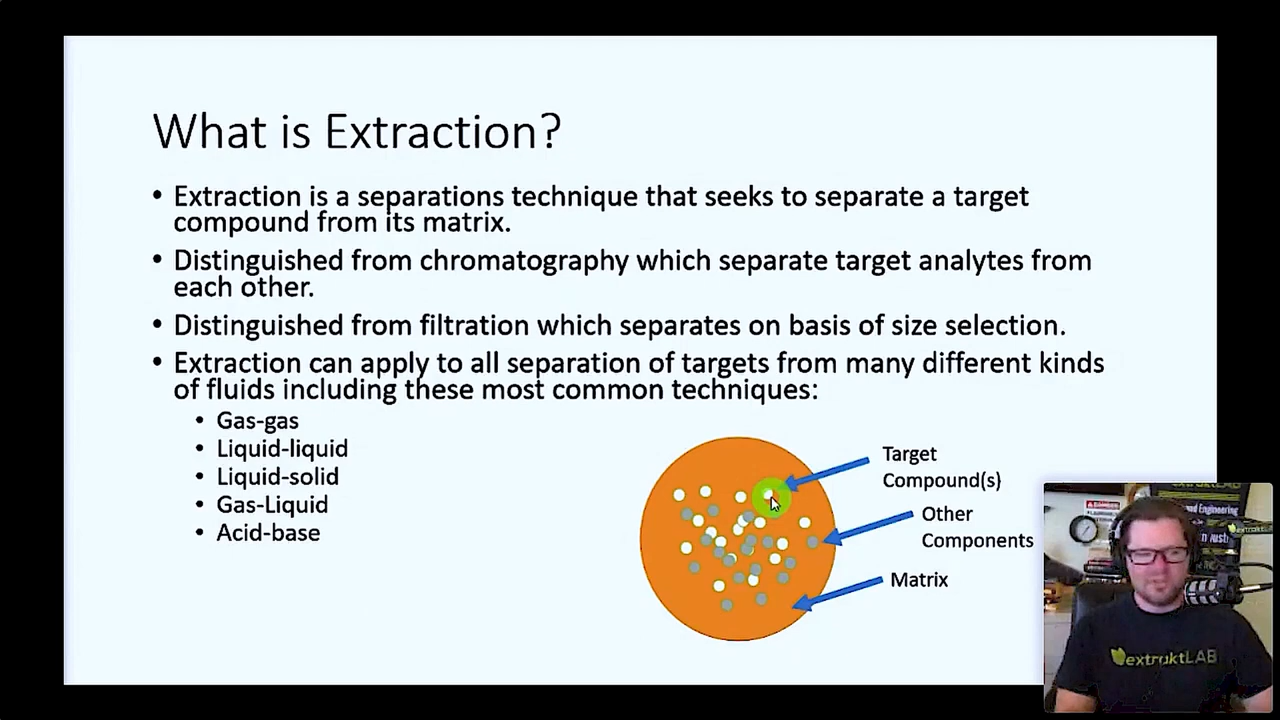 What is Extraction?
• Extraction is a separations technique that seeks to separate a target
compound from its matrix.
• Distinguished from chromatography which separate target analytes from
each other.
• Distinguished from filtration which separates on basis of size selection.
• Extraction can apply to all separation of targets from many different kinds
of fluids including these most common techniques:
• Gas-gas
• Liquid-liquid
• Liquid-solid
• Gas-Liquid
• Acid-base
Target
Compound(s)
Other
Components
Matrix
extraktLAB